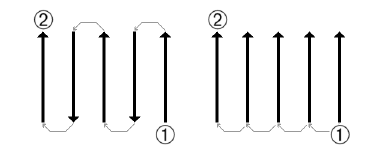 ② ②
① ①